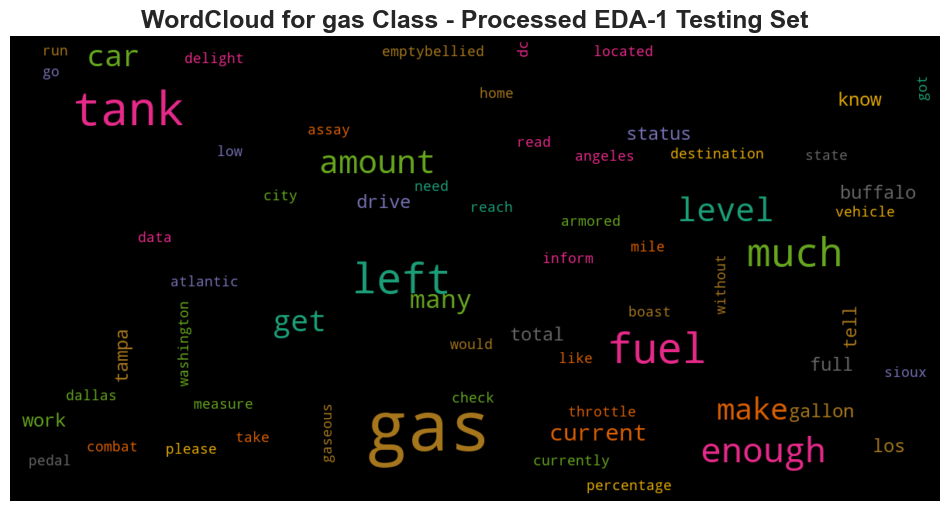 WordCloud for gas Class - Processed EDA-1 Testing Set
run
car
delight
emptybellied
dc
located
go
tank
home
know
got
assay
low
amount
read
angeles
status
destination
state
city
need
drive
reach
armored
level
buffalo
vehicle
data
inform
mile
much
atlantic
left
many
without
get
boast
tampa
washington
would
total
like
fuel
tell
full
sioux
dallas
measure
check
work
combat
please
take
gaseous
gas
throttle
current
make
gallon
pedal
currently
enough
los
percentage